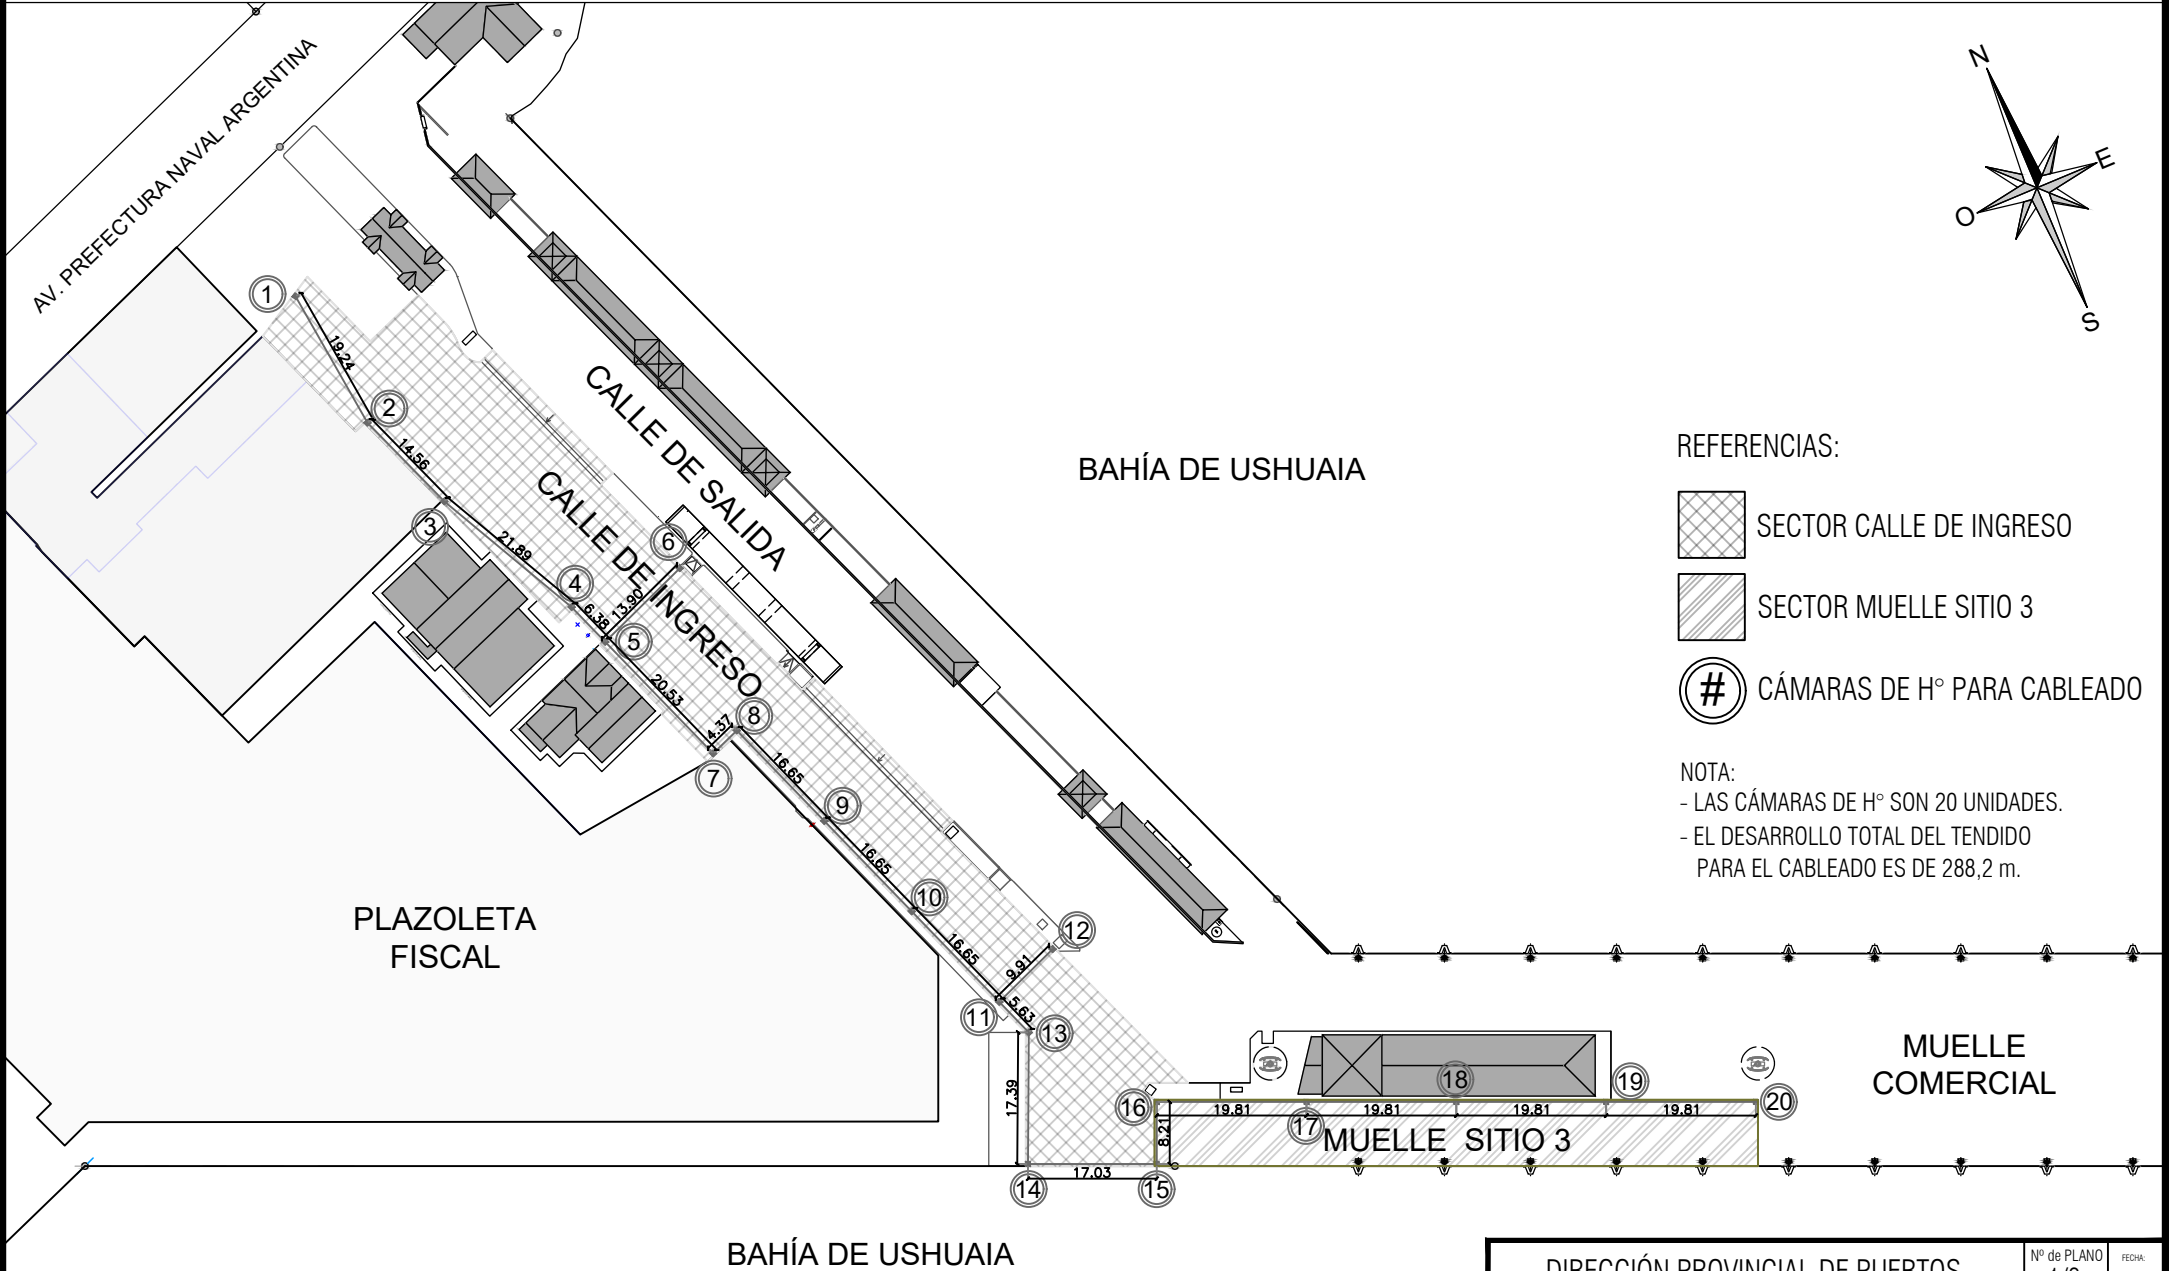 AV. PREFECTURA NAVAL ARGENTINA
N
E
O
S
1
19.24
2
14.56
3
21.89
4
6.38
5
13.90
6
20.53
7
4.37
8
16.65
9
16.65
10
16.65
11
9.91
12
5.63
13
17.39
14
17.03
15
8.21
16
19.81
17
19.81
18
19.81
19
19.81
20
CALLE DE SALIDA
CALLE DE INGRESO
BAHÍA DE USHUAIA
REFERENCIAS:
SECTOR CALLE DE INGRESO
SECTOR MUELLE SITIO 3
# CÁMARAS DE H° PARA CABLEADO
NOTA:
- LAS CÁMARAS DE H° SON 20 UNIDADES.
- EL DESARROLLO TOTAL DEL TENDIDO
PARA EL CABLEADO ES DE 288,2 m.
PLAZOLETA
FISCAL
MUELLE
COMERCIAL
MUELLE SITIO 3
BAHÍA DE USHUAIA
DIRECCIÓN PROVINCIAL DE PUERTOS
Nº de PLANO
FECHA: